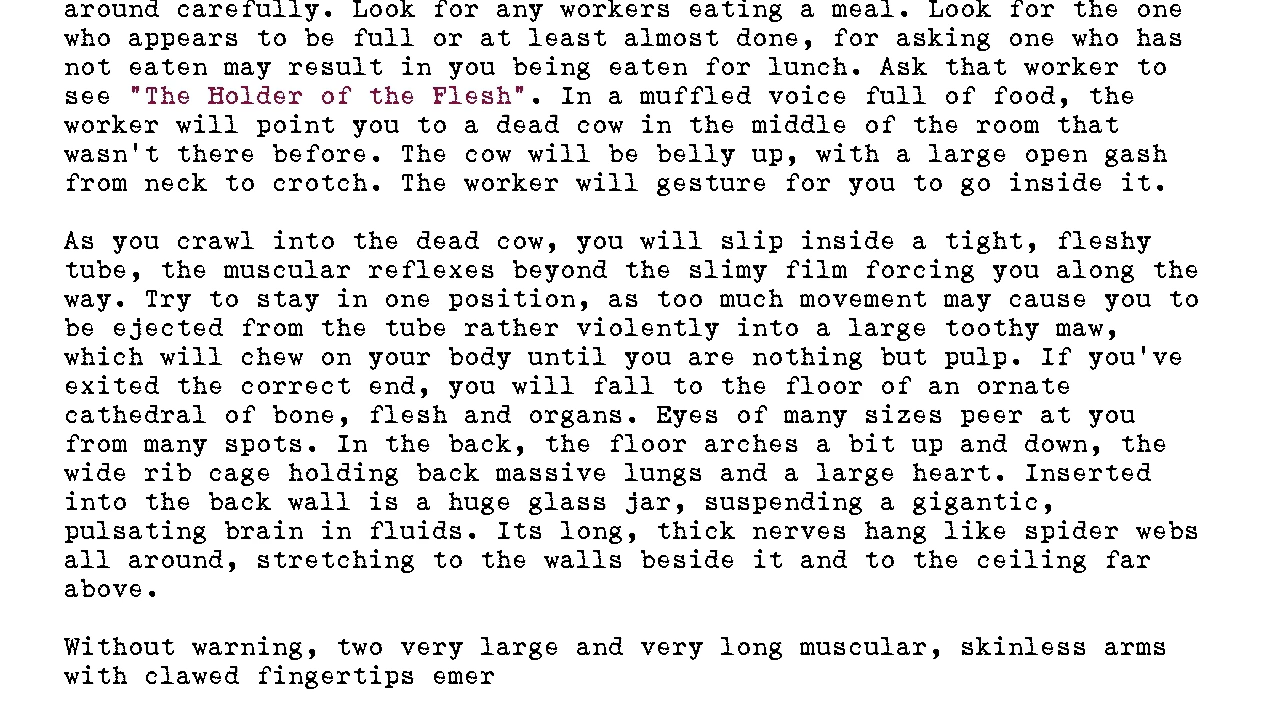 around carefully. Look for any workers eating a meal. Look for the one
who appears to be full or at least almost done, for asking one who has
not eaten may result in you being eaten for lunch. Ask that worker to
see "The Holder of the Flesh". In a muffled voice full of food, the
worker will point you to a dead cow in the middle of the room that
wasn't there before. The cow will be belly up, with a large open gash
from neck to crotch. The worker will gesture for you to go inside it.

As you crawl into the dead cow, you will slip inside a tight, fleshy
tube, the muscular reflexes beyond the slimy film forcing you along the
way. Try to stay in one position, as too much movement may cause you to
be ejected from the tube rather violently into a large toothy maw,
which will chew on your body until you are nothing but pulp. If you've
exited the correct end, you will fall to the floor of an ornate
cathedral of bone, flesh and organs. Eyes of many sizes peer at you
from many spots. In the back, the floor arches a bit up and down, the
wide rib cage holding back massive lungs and a large heart. Inserted
into the back wall is a huge glass jar, suspending a gigantic,
pulsating brain in fluids. Its long, thick nerves hang like spider webs
all around, stretching to the walls beside it and to the ceiling far
above.

Without warning, two very large and very long muscular, skinless arms
with clawed fingertips emer